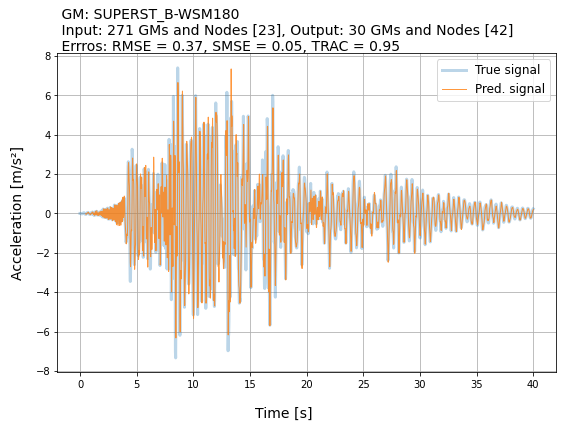 GM: SUPERST_B-WSM180
Input: 271 GMs and Nodes [23], Output: 30 GMs and Nodes [42]
Errros: RMSE = 0.37, SMSE = 0.05, TRAC = 0.95
True signal
Pred. signal
8
6
4
2
0
−2
−4
−6
−8
Acceleration [m/s²]
0 5 10 15 20 25 30 35 40
Time [s]